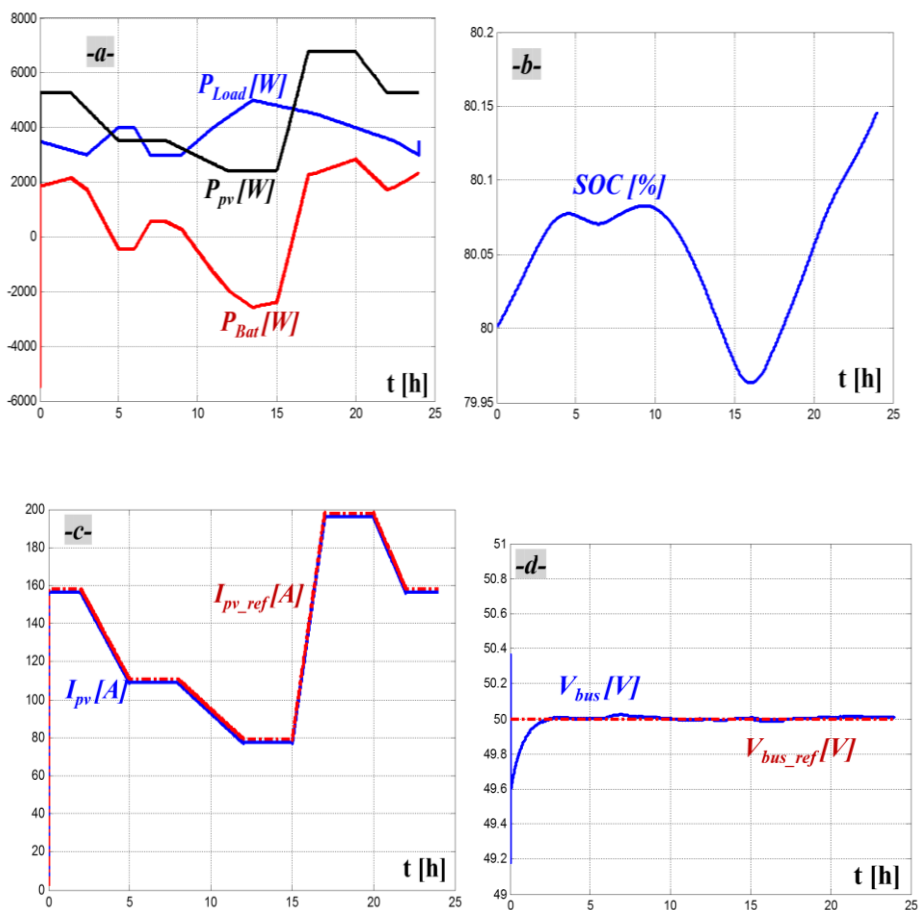 -a-
8000
6000
4000
2000
0
-2000
-4000
-6000
P_Load [W]
P_pv [W]
P_Bat [W]
t [h]
0 5 10 15 20 25
-b-
80.2
80.15
80.1
80.05
80
79.95
SOC [%]
t [h]
0 5 10 15 20 25
-c-
200
180
160
140
120
100
80
60
40
20
0
I_pv_ref [A]
I_pv [A]
t [h]
0 5 10 15 20 25
-d-
51
50.8
50.6
50.4
50.2
50
49.8
49.6
49.4
49.2
49
V_bus [V]
V_bus_ref [V]
t [h]
0 5 10 15 20 25